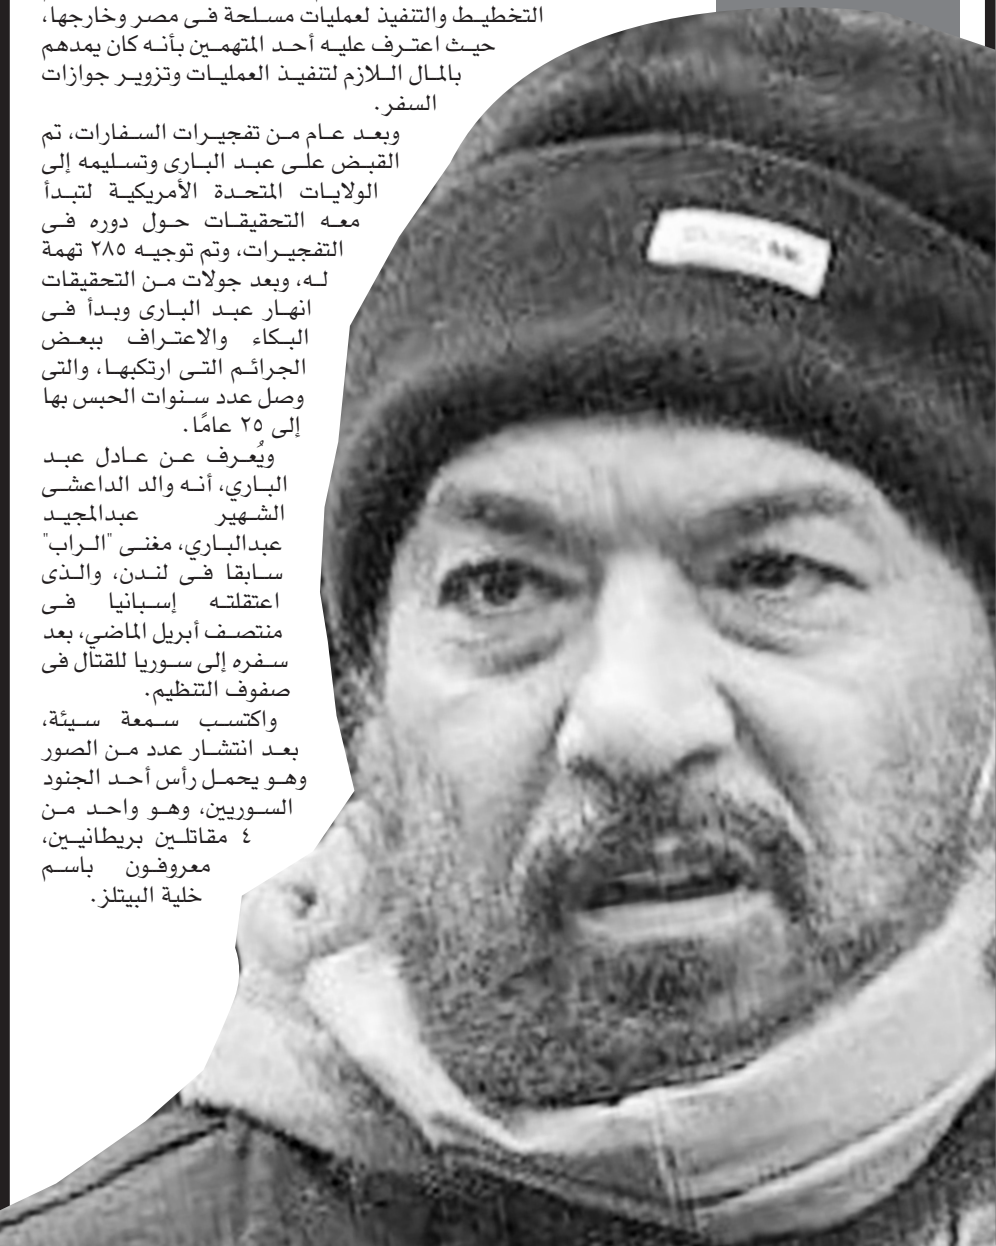 التخطيط والتنفيذ لعمليات مسلحة فى مصر وخارجها،
حيث اعترف عليه أحد المتهمين بأنه كان يمدهم
بالمال اللازم لتنفيذ العمليات وتزوير جوازات
السفر.
وبعد عام من تفجيرات السفارات، تم
القبض على عبد البارى وتسليمه إلى
الولايات المتحدة الأمريكية لتبدأ
معه التحقيقات حول دوره فى
التفجيرات، وتم توجيه ٢٨٥ تهمة
له، وبعد جولات من التحقيقات
انهار عبد البارى وبدأ فى
البكاء والاعتراف ببعض
الجرائم التى ارتكبها، والتى
وصل عدد سنوات الحبس بها
إلى ٢٥ عامًا.
ويُعرف عن عادل عبد
الباري، أنه والد الداعشى
الشهير عبدالمجيد
عبدالباري، مغنى "الراب"
سابقا فى لندن، والذى
اعتقلته إسبانيا فى
منتصف أبريل الماضي، بعد
سفره إلى سوريا للقتال فى
صفوف التنظيم.
واكتسب سمعة سيئة،
بعد انتشار عدد من الصور
وهو يحمل رأس أحد الجنود
السوريين، وهو واحد من
٤ مقاتلين بريطانيين،
معروفون باسم
خلية البيتلز.